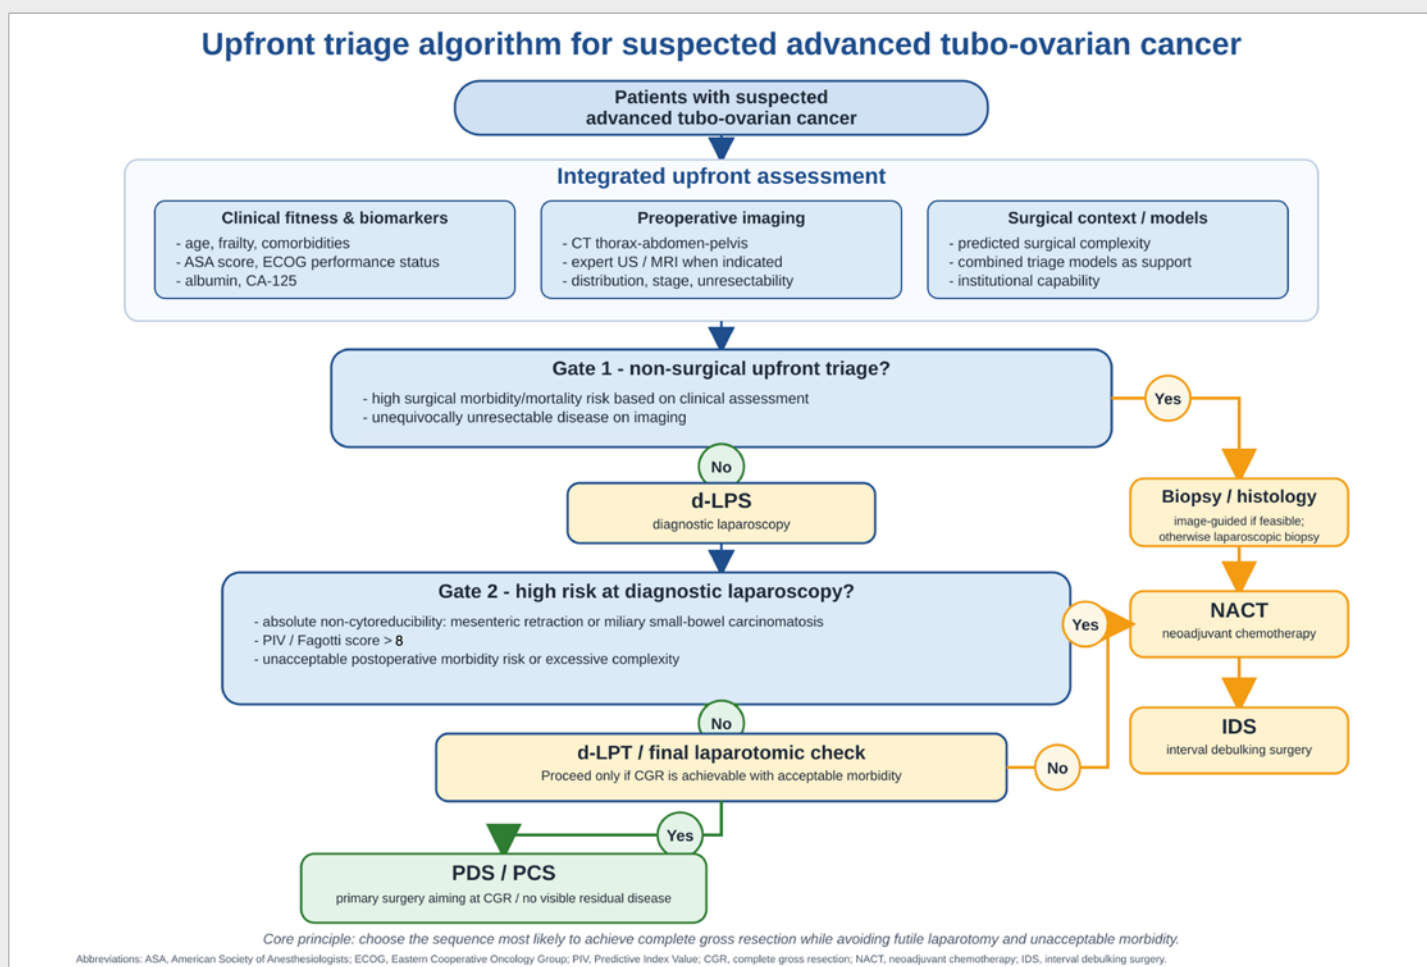 Upfront triage algorithm for suspected advanced tubo-ovarian cancer
Patients with suspected
advanced tubo-ovarian cancer
Integrated upfront assessment
Clinical fitness & biomarkers
- age, frailty, comorbidities
- ASA score, ECOG performance status
- albumin, CA-125
Preoperative imaging
- CT thorax-abdomen-pelvis
- expert US / MRI when indicated
- distribution, stage, unresectability
Surgical context / models
- predicted surgical complexity
- combined triage models as support
- institutional capability
Gate 1 - non-surgical upfront triage?
- high surgical morbidity/mortality risk based on clinical assessment
- unequivocally unresectable disease on imaging
Yes
No
d-LPS
diagnostic laparoscopy
Biopsy / histology
image-guided if feasible;
otherwise laparoscopic biopsy
Gate 2 - high risk at diagnostic laparoscopy?
- absolute non-cytoreducibility: mesenteric retraction or miliary small-bowel carcinomatosis
- PIV / Fagotti score > 8
- unacceptable postoperative morbidity risk or excessive complexity
Yes
NACT
neoadjuvant chemotherapy
No
d-LPT / final laparotomic check
Proceed only if CGR is achievable with acceptable morbidity
No
IDS
interval debulking surgery
Yes
PDS / PCS
primary surgery aiming at CGR / no visible residual disease
Core principle: choose the sequence most likely to achieve complete gross resection while avoiding futile laparotomy and unacceptable morbidity.
Abbreviations: ASA, American Society of Anesthesiologists; ECOG, Eastern Cooperative Oncology Group; PIV, Predictive Index Value; CGR, complete gross resection; NACT, neoadjuvant chemotherapy; IDS, interval debulking surgery.